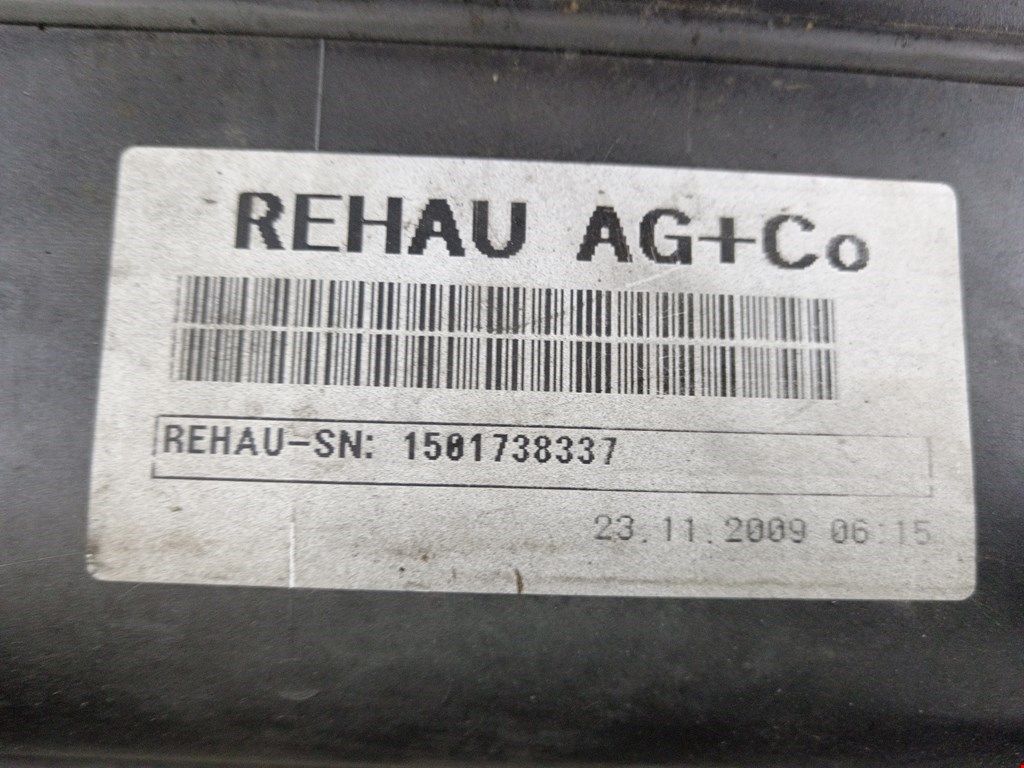 REHAU AG+Co
REHAU-SN: 1501738337
23.11.2009 06:15